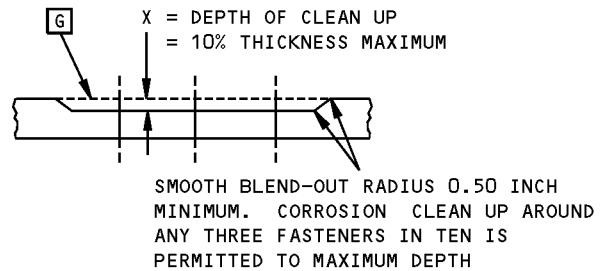 G
X = DEPTH OF CLEAN UP
= 10% THICKNESS MAXIMUM
SMOOTH BLEND-OUT RADIUS 0.50 INCH
MINIMUM. CORROSION CLEAN UP AROUND
ANY THREE FASTENERS IN TEN IS
PERMITTED TO MAXIMUM DEPTH